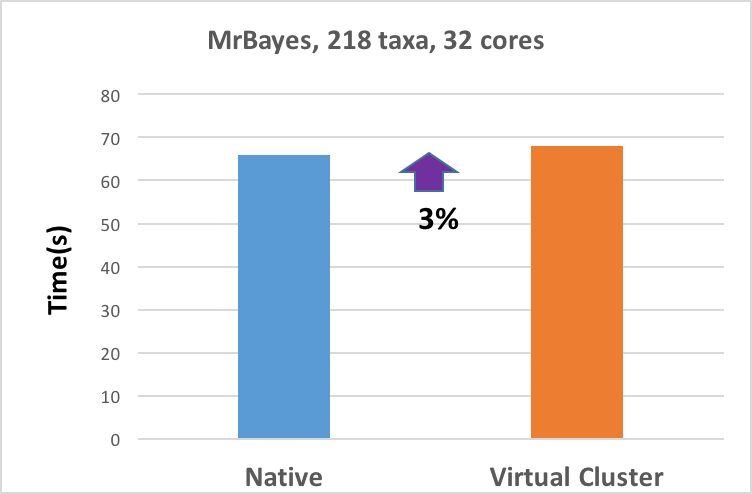 MrBayes, 218 taxa, 32 cores
80
70
60
50
40
30
20
10
0
Time(s)
3%
Native
Virtual Cluster